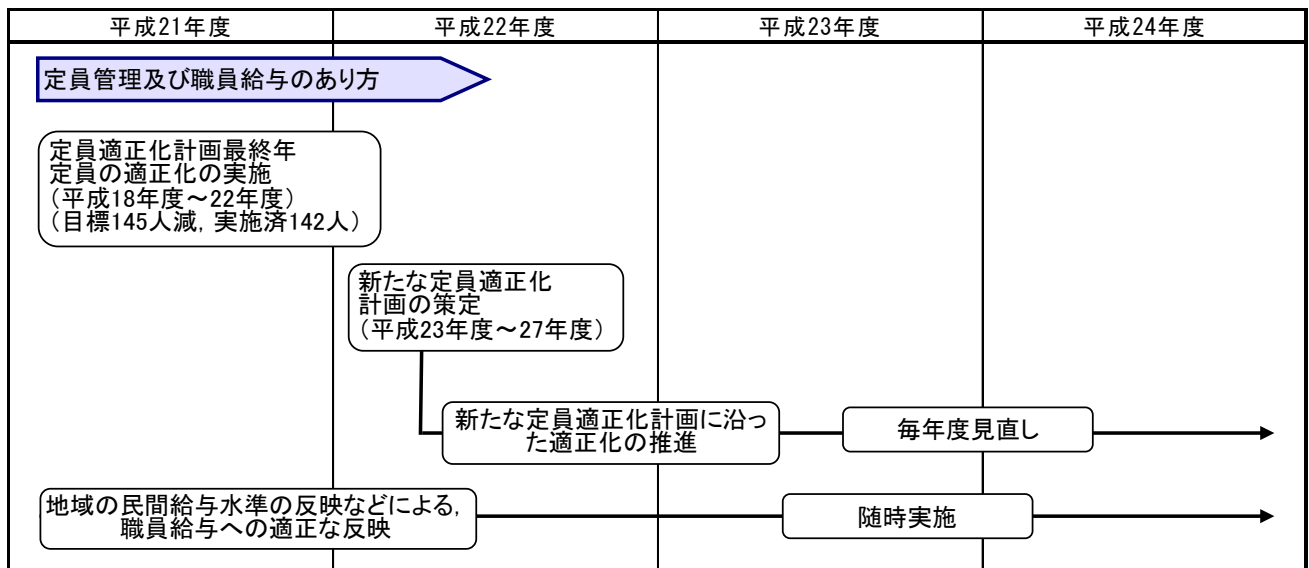 平成21年度
平成22年度
平成23年度
平成24年度
定員管理及び職員給与のあり方
定員適正化計画最終年
定員の適正化の実施
（平成18年度～22年度）
（目標145人減，実施済142人）
新たな定員適正化
計画の策定
（平成23年度～27年度）
新たな定員適正化計画に沿っ
た適正化の推進
毎年度見直し
地域の民間給与水準の反映などによる，
職員給与への適正な反映
随時実施